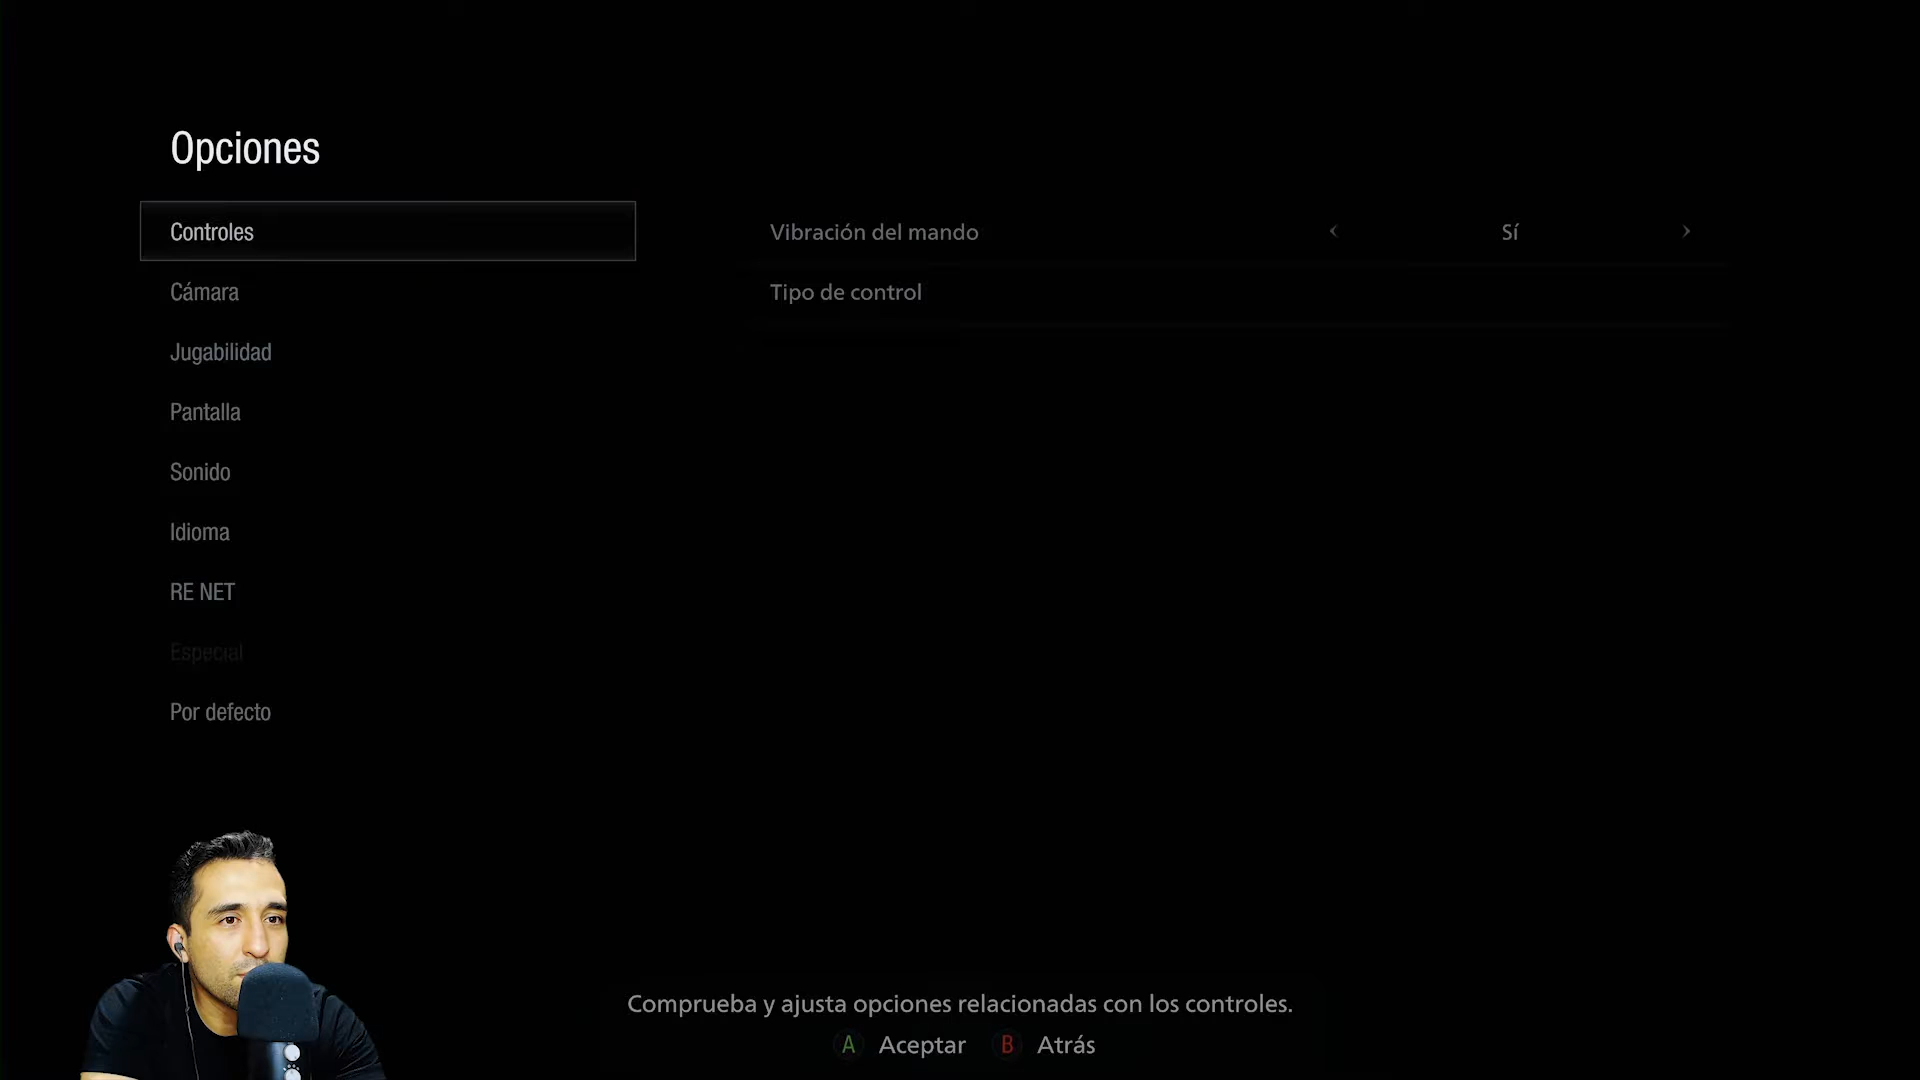 Opciones
Controles
Cámara
Jugabilidad
Pantalla
Sonido
Idioma
RE NET
Especial
Por defecto
Vibración del mando Sí
Tipo de control
Comprueba y ajusta opciones relacionadas con los controles.
A Aceptar B Atrás